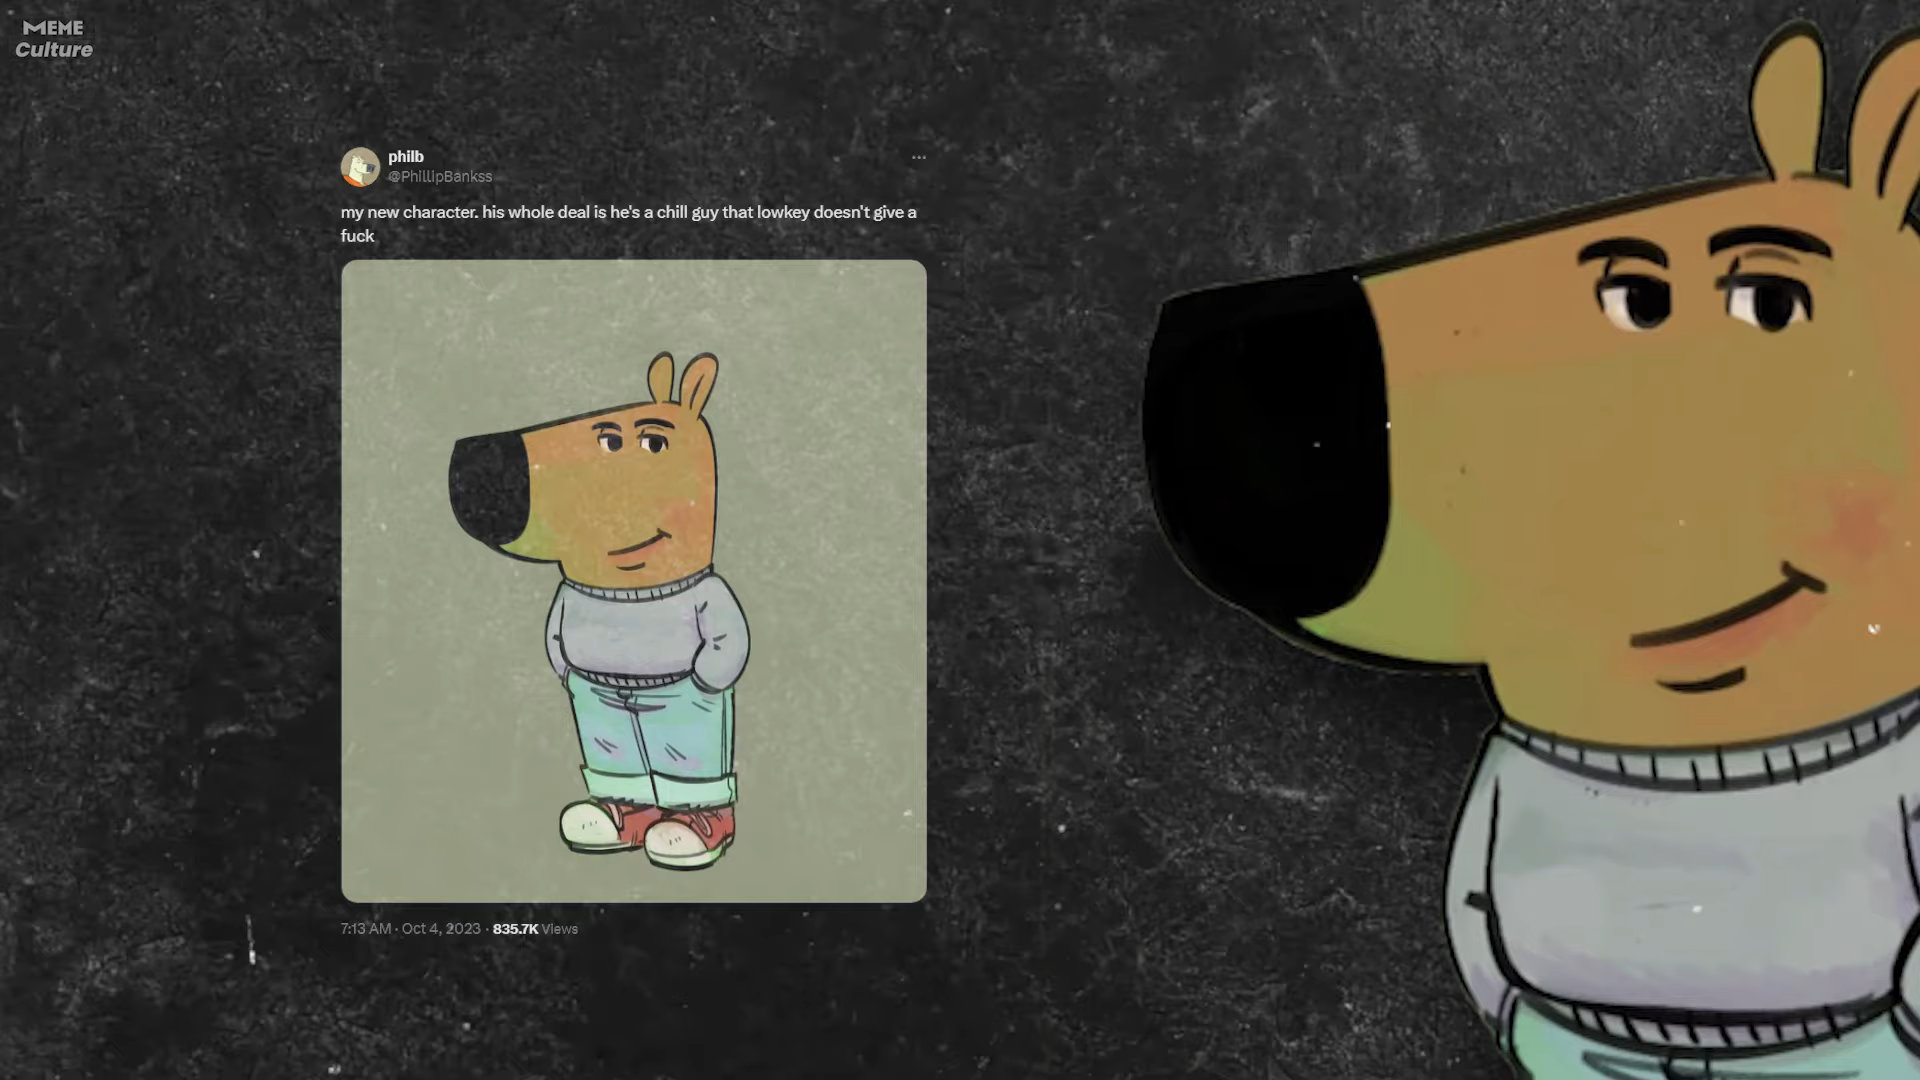 MEME
Culture
philb
@PhillipBankss
my new character. his whole deal is he's a chill guy that lowkey doesn't give a
fuck
7:13 AM · Oct 4, 2023 · 835.7K Views